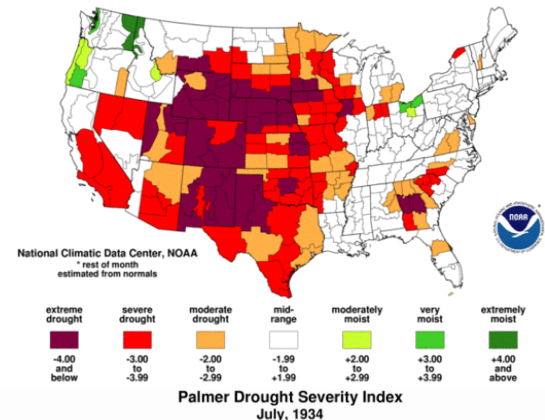 NOAA
National Climatic Data Center, NOAA
* rest of month
estimated from normals
extreme drought
severe drought
moderate drought
mid-range
moderately moist
very moist
extremely moist
-4.00 and below
-3.00 to -3.99
-2.00 to -2.99
-1.99 to +1.99
+2.00 to +2.99
+3.00 to +3.99
+4.00 and above
Palmer Drought Severity Index
July, 1934